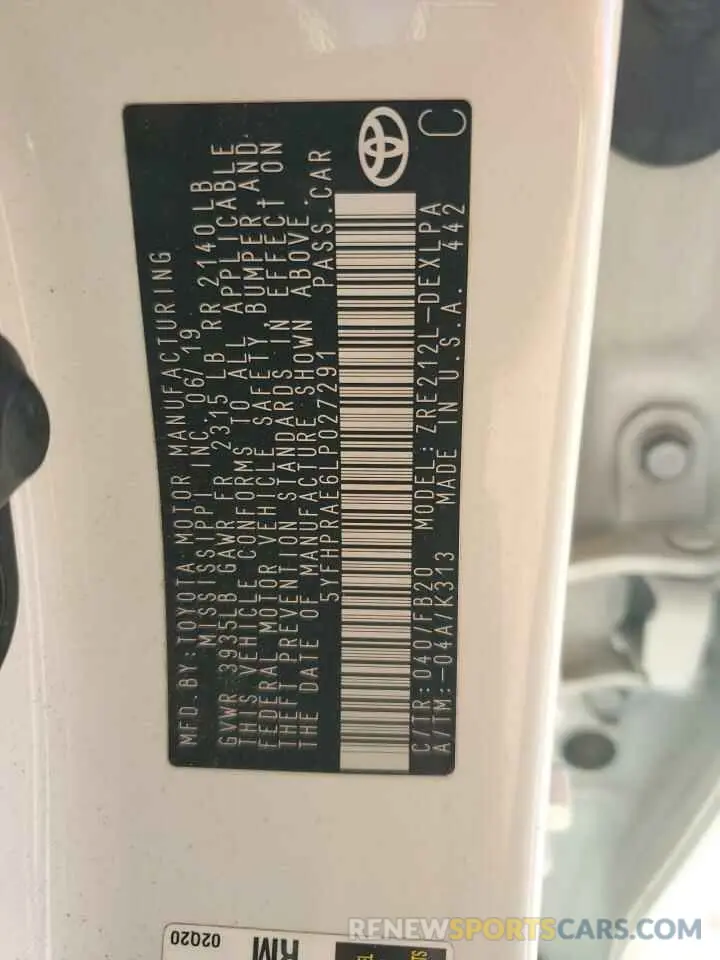 MFD. BY: TOYOTA MOTOR MANUFACTURING
MISSISSIPPI INC. 06/19
GVWR 3935LB GAWR FR 2315 LB RR 2140LB
THIS VEHICLE CONFORMS TO ALL APPLICABLE
FEDERAL MOTOR VEHICLE SAFETY, BUMPER AND
THEFT PREVENTION STANDARDS IN EFFECT ON
THE DATE OF MANUFACTURE SHOWN ABOVE.
5YFHPRAE6LP027291 PASS.CAR
C/TR: 040/FB20 MODEL: ZRE212L-DEXLPA
A/TM:-04A/K313 MADE IN U.S.A. 442
C
02Q20
RM
RENEWSPORTSCARS.COM